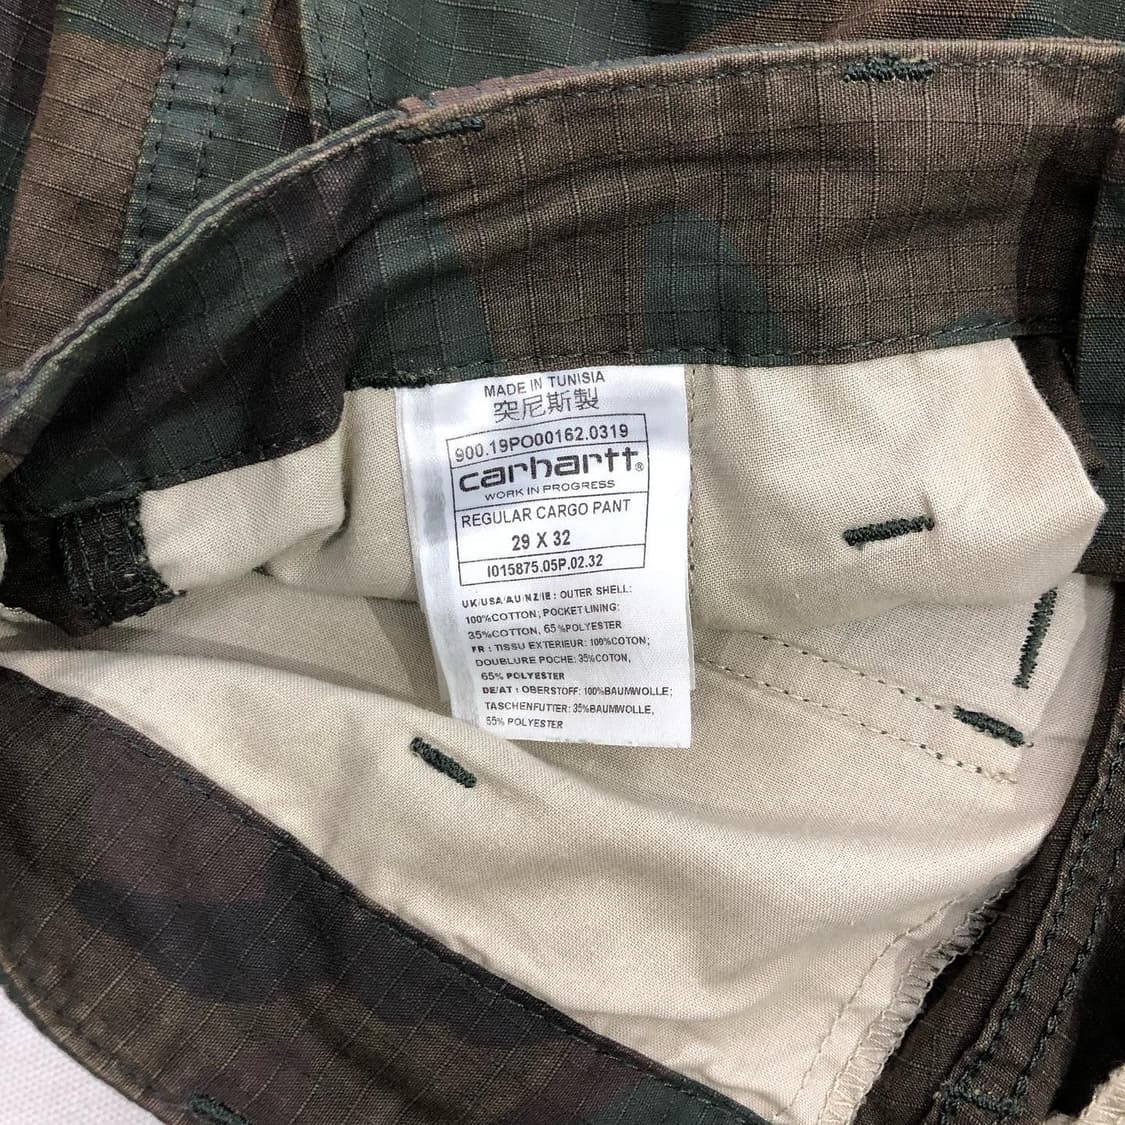 MADE IN TUNISIA
突尼斯製
900.19PO00162.0319
carhartt®
WORK IN PROGRESS
REGULAR CARGO PANT
29 X 32
I015875.05P.02.32
UK/USA/AU/NZ/IE : OUTER SHELL:
100%COTTON; POCKET LINING:
35%COTTON, 65%POLYESTER
FR : TISSU EXTERIEUR: 100%COTON;
DOUBLURE POCHE: 35%COTON,
65% POLYESTER
DE/AT : OBERSTOFF: 100%BAUMWOLLE;
TASCHENFUTTER: 35%BAUMWOLLE,
65% POLYESTER